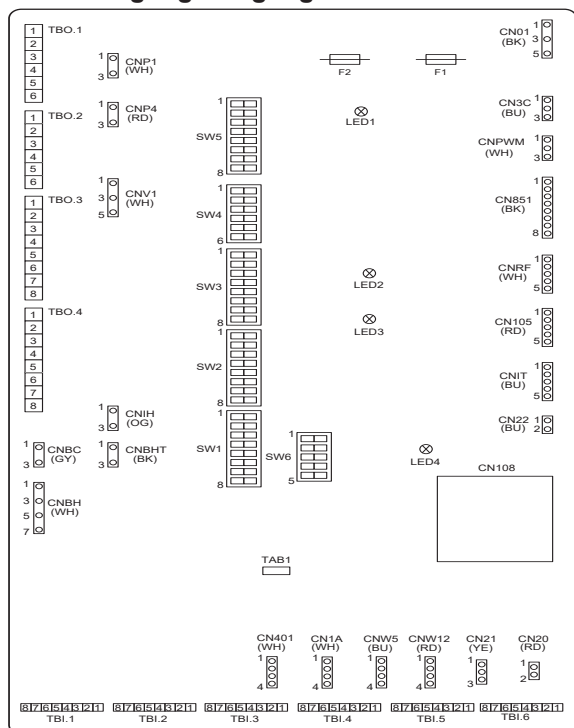 1 TBO.1
2
3
4
5
6
1 CNP1
3 (WH)
F2
F1
CN01
(BK)
1
3
5
1 TBO.2
2
3
4
5
6
1 CNP4
3 (RD)
1
SW5
8
LED1
CN3C
(BU)
1
3
CNPWM
(WH)
1
3
1 TBO.3
2
3
4
5
6
7
8
1
3 CNV1
5 (WH)
1
SW4
6
CN851
(BK)
1
8
1
SW3
8
LED2
CNRF
(WH)
1
5
1 TBO.4
2
3
4
5
6
7
8
LED3
CN105
(RD)
1
5
1
SW2
8
CNIT
(BU)
1
5
1 CNIH
3 (OG)
1
SW1
8
1
SW6
5
CN22
(BU)
1
2
1 CNBC
3 (GY)
1 CNBHT
3 (BK)
LED4
CN108
1
3 CNBH
5 (WH)
7
TAB1
CN401
(WH)
1
4
CN1A
(WH)
1
4
CNW5
(BU)
1
4
CNW12
(RD)
1
4
CN21
(YE)
1
3
CN20
(RD)
1
2
8 7 6 5 4 3 2 1
TBI.1
8 7 6 5 4 3 2 1
TBI.2
8 7 6 5 4 3 2 1
TBI.3
8 7 6 5 4 3 2 1
TBI.4
8 7 6 5 4 3 2 1
TBI.5
8 7 6 5 4 3 2 1
TBI.6